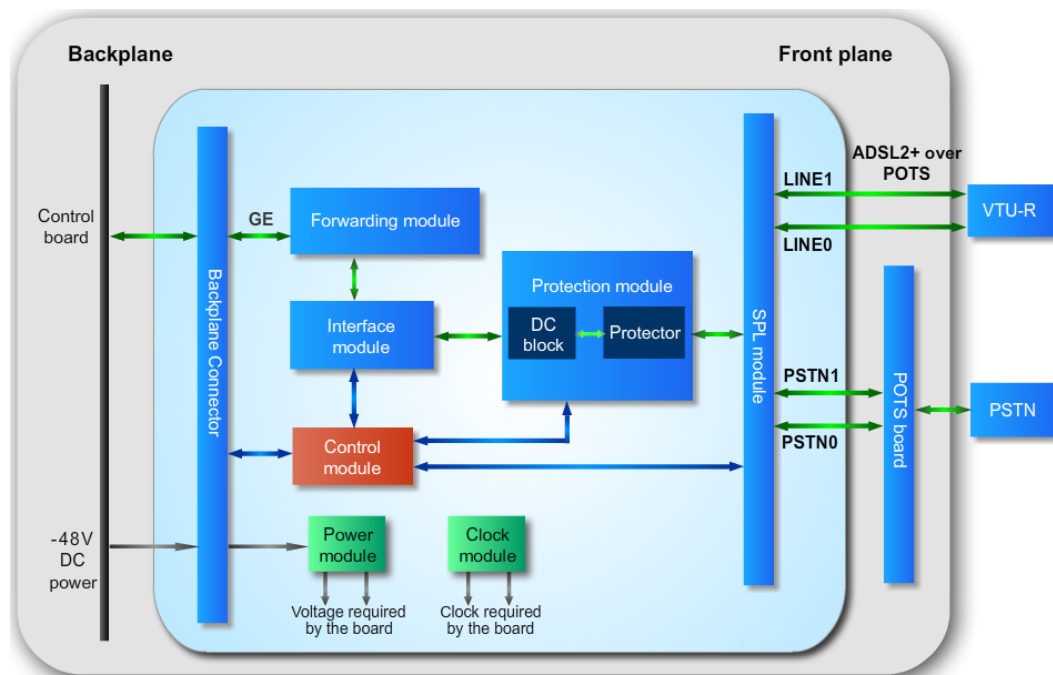 Backplane
Front plane
ADSL2+ over
POTS
LINE1
VTU-R
Control
board
GE
Forwarding module
LINE0
Backplane Connector
Protection module
Interface
module
DC
block
Protector
SPL module
PSTN1
POTS board
PSTN
PSTN0
Control
module
-48V
DC
power
Power
module
Clock
module
Voltage required
by the board
Clock required
by the board